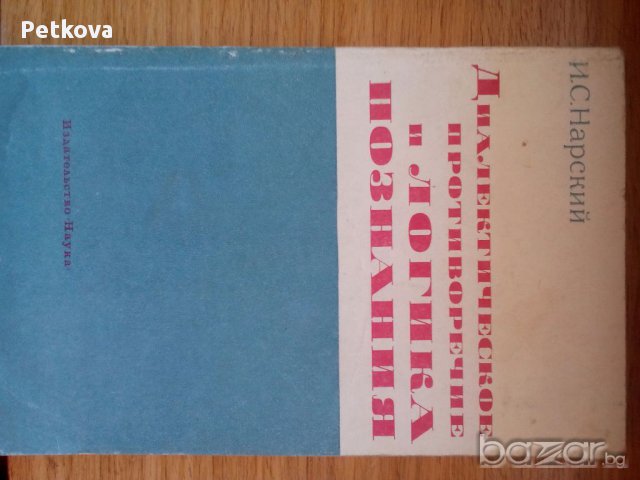 Petkova
И.С.Нарский
Диалектическое
противоречие
и логика
познания
Издательство Наука
bazar.bg